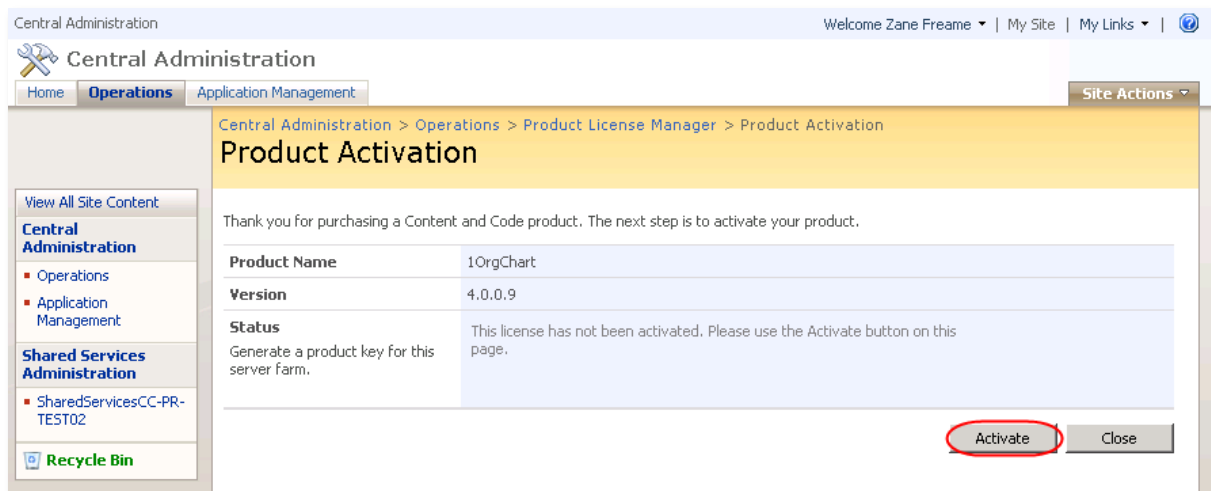 Central Administration
Welcome Zane Freame | My Site | My Links |
Central Administration
Home Operations Application Management
Site Actions
Central Administration > Operations > Product License Manager > Product Activation
Product Activation
View All Site Content
Central
Administration
Operations
Application
Management
Shared Services
Administration
SharedServicesCC-PR-
TEST02
Recycle Bin
Thank you for purchasing a Content and Code product. The next step is to activate your product.
Product Name 1OrgChart
Version 4.0.0.9
Status
Generate a product key for this
server farm.
This license has not been activated. Please use the Activate button on this
page.
Activate Close